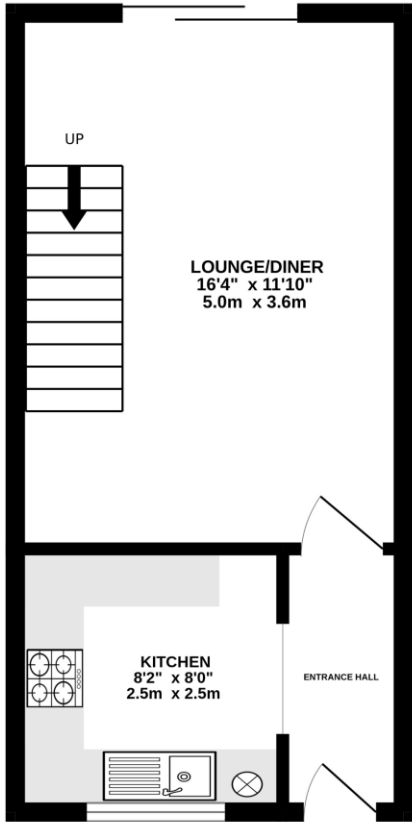 UP
LOUNGE/DINER
16'4" x 11'10"
5.0m x 3.6m
KITCHEN
8'2" x 8'0"
2.5m x 2.5m
ENTRANCE HALL